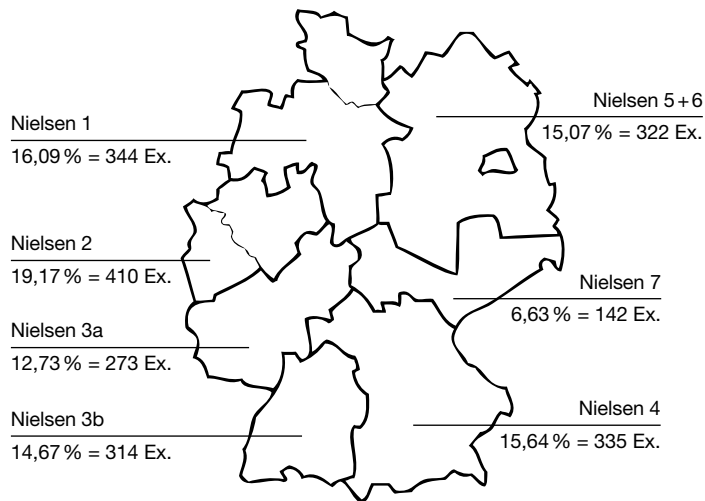 Nielsen 1
16,09 % = 344 Ex.
Nielsen 2
19,17 % = 410 Ex.
Nielsen 3a
12,73 % = 273 Ex.
Nielsen 3b
14,67 % = 314 Ex.
Nielsen 5 + 6
15,07 % = 322 Ex.
Nielsen 7
6,63 % = 142 Ex.
Nielsen 4
15,64 % = 335 Ex.